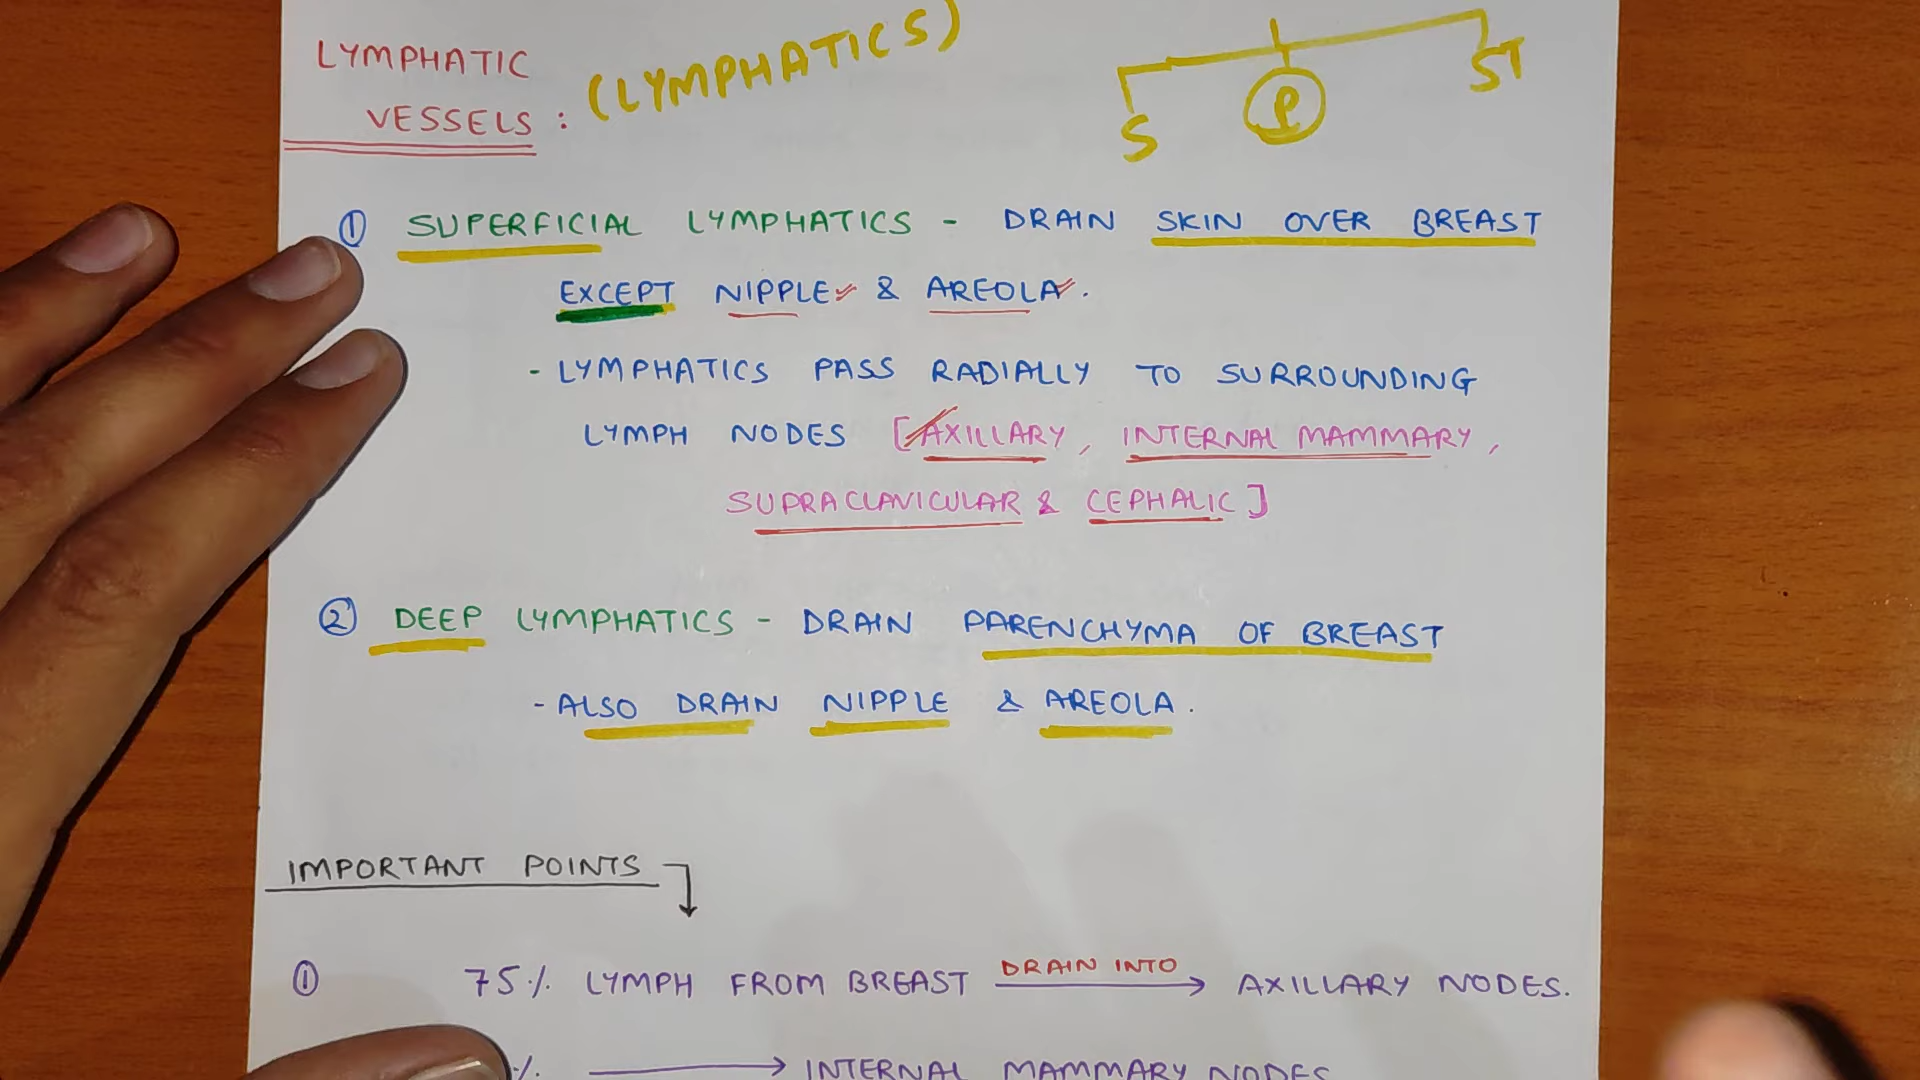 LYMPHATIC
VESSELS : (LYMPHATICS)
S P ST
① SUPERFICIAL LYMPHATICS - DRAIN SKIN OVER BREAST
EXCEPT NIPPLE & AREOLA.
- LYMPHATICS PASS RADIALLY TO SURROUNDING
LYMPH NODES [AXILLARY, INTERNAL MAMMARY,
SUPRACLAVICULAR & CEPHALIC]
② DEEP LYMPHATICS - DRAIN PARENCHYMA OF BREAST
- ALSO DRAIN NIPPLE & AREOLA.
IMPORTANT POINTS
① 75% LYMPH FROM BREAST DRAIN INTO → AXILLARY NODES.
% → INTERNAL MAMMARY NODES